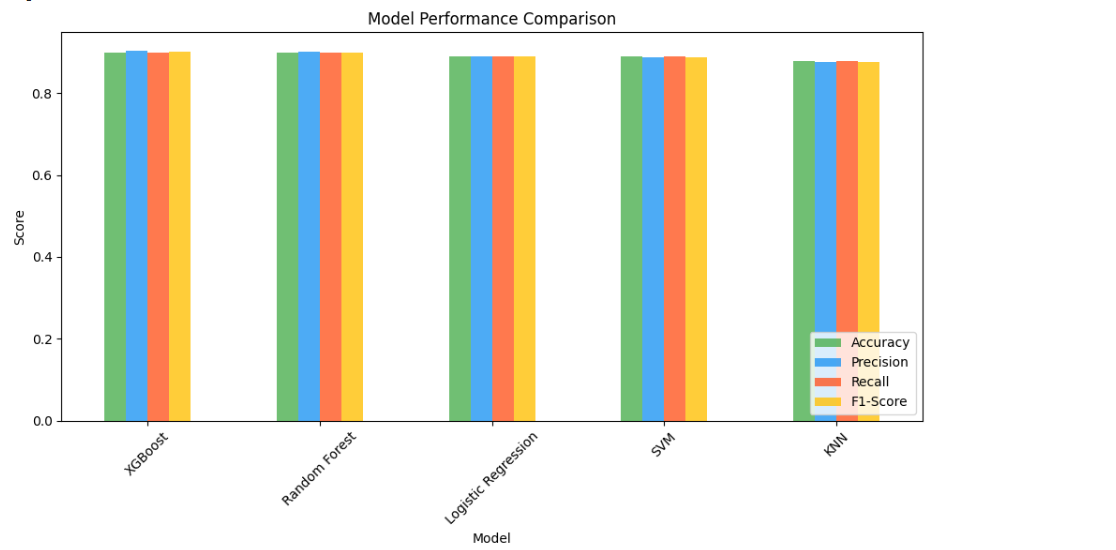 Model Performance Comparison
Score
0.8
0.6
0.4
0.2
0.0
Accuracy
Precision
Recall
F1-Score
XGBoost
Random Forest
Logistic Regression
SVM
KNN
Model